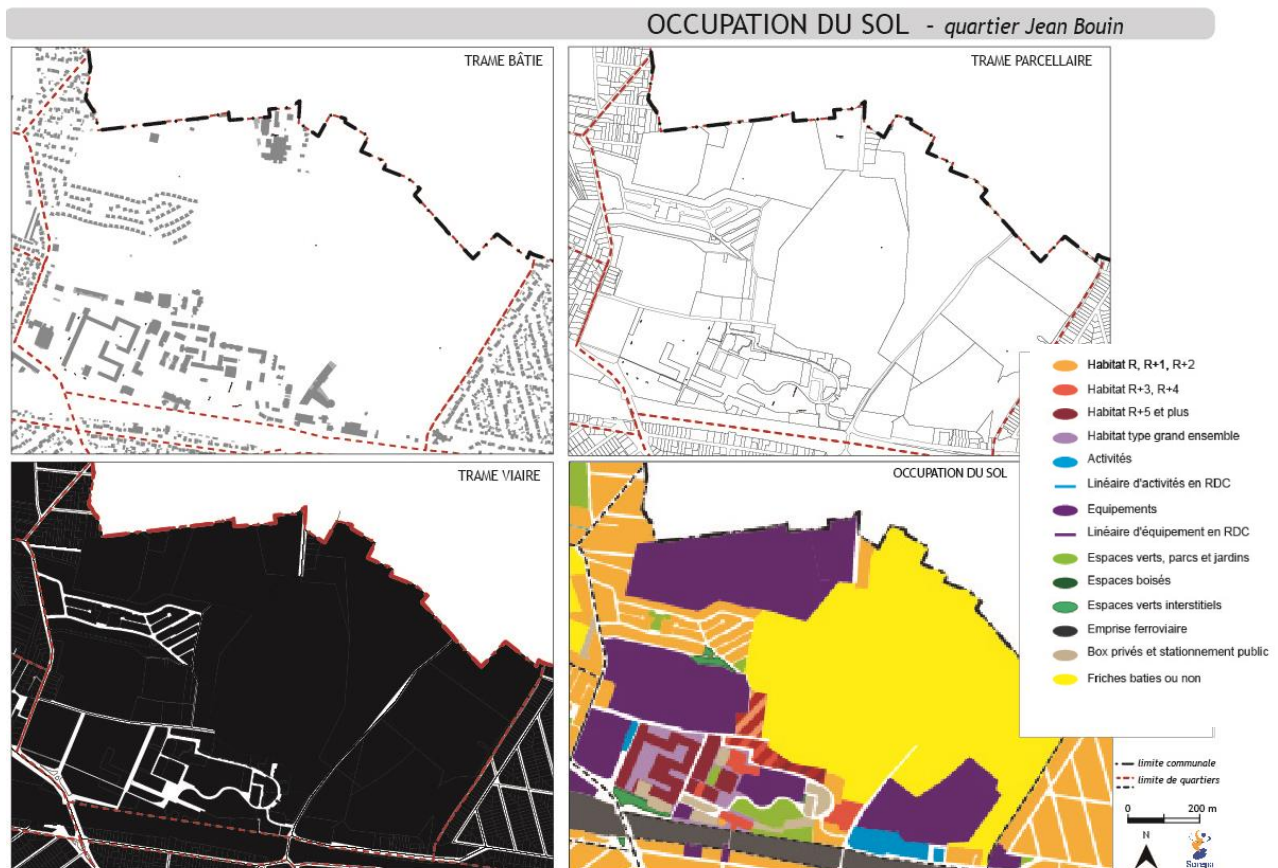 OCCUPATION DU SOL - quartier Jean Bouin
TRAME BÂTIE
TRAME PARCELLAIRE
TRAME VIAIRE
OCCUPATION DU SOL
Habitat R, R+1, R+2
Habitat R+3, R+4
Habitat R+5 et plus
Habitat type grand ensemble
Activités
Linéaire d'activités en RDC
Equipements
Linéaire d'équipement en RDC
Espaces verts, parcs et jardins
Espaces boisés
Espaces verts interstitiels
Emprise ferroviaire
Box privés et stationnement public
Friches baties ou non
limite communale
limite de quartiers
0 200 m
N